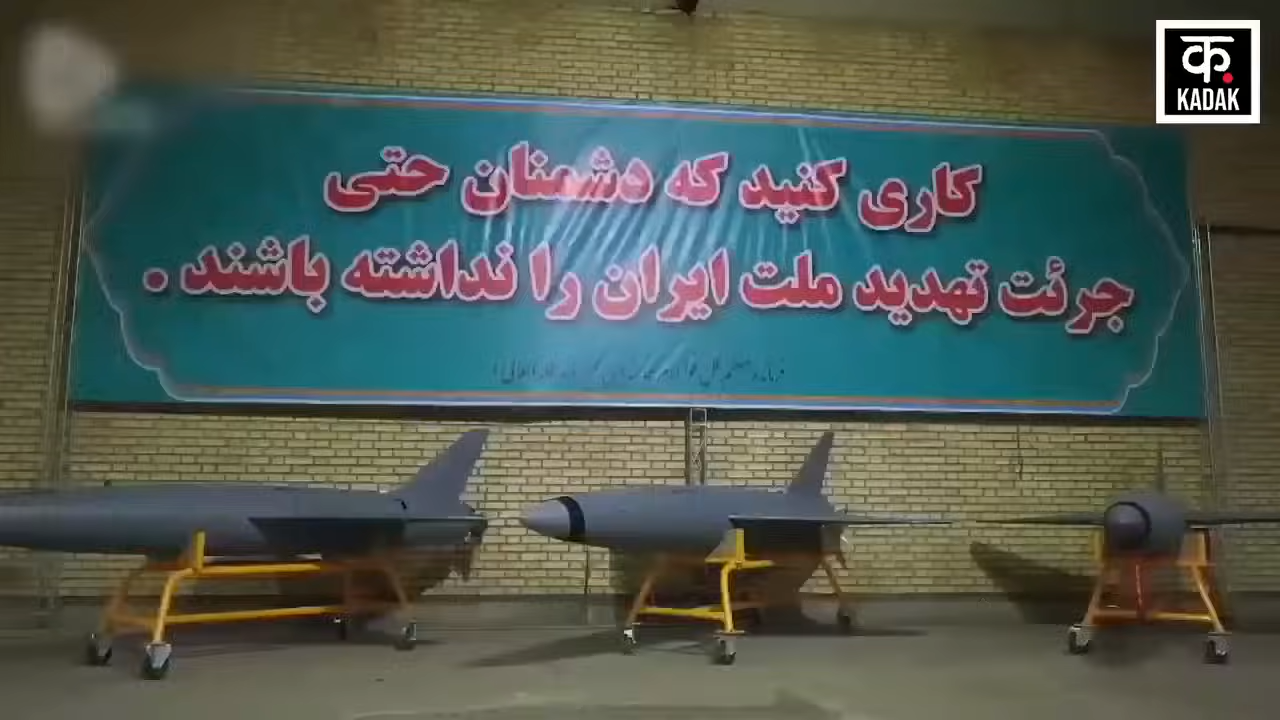 کاری کنید که دشمنان حتی
جرئت تهدید ملت ایران را نداشته باشند .
क.
KADAK